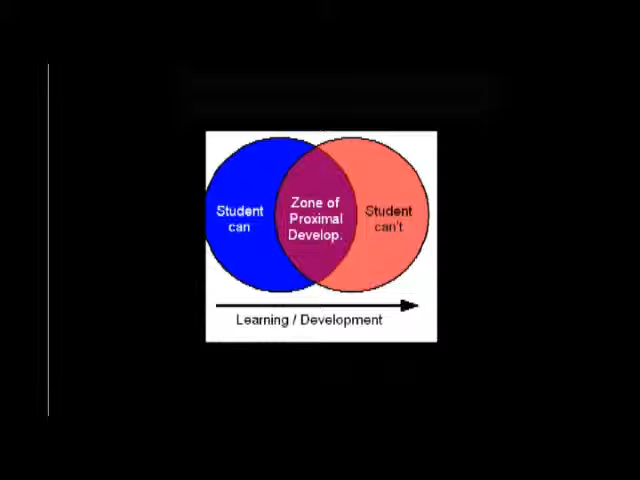 Student
can
Zone of
Proximal
Develop.
Student
can't
Learning / Development